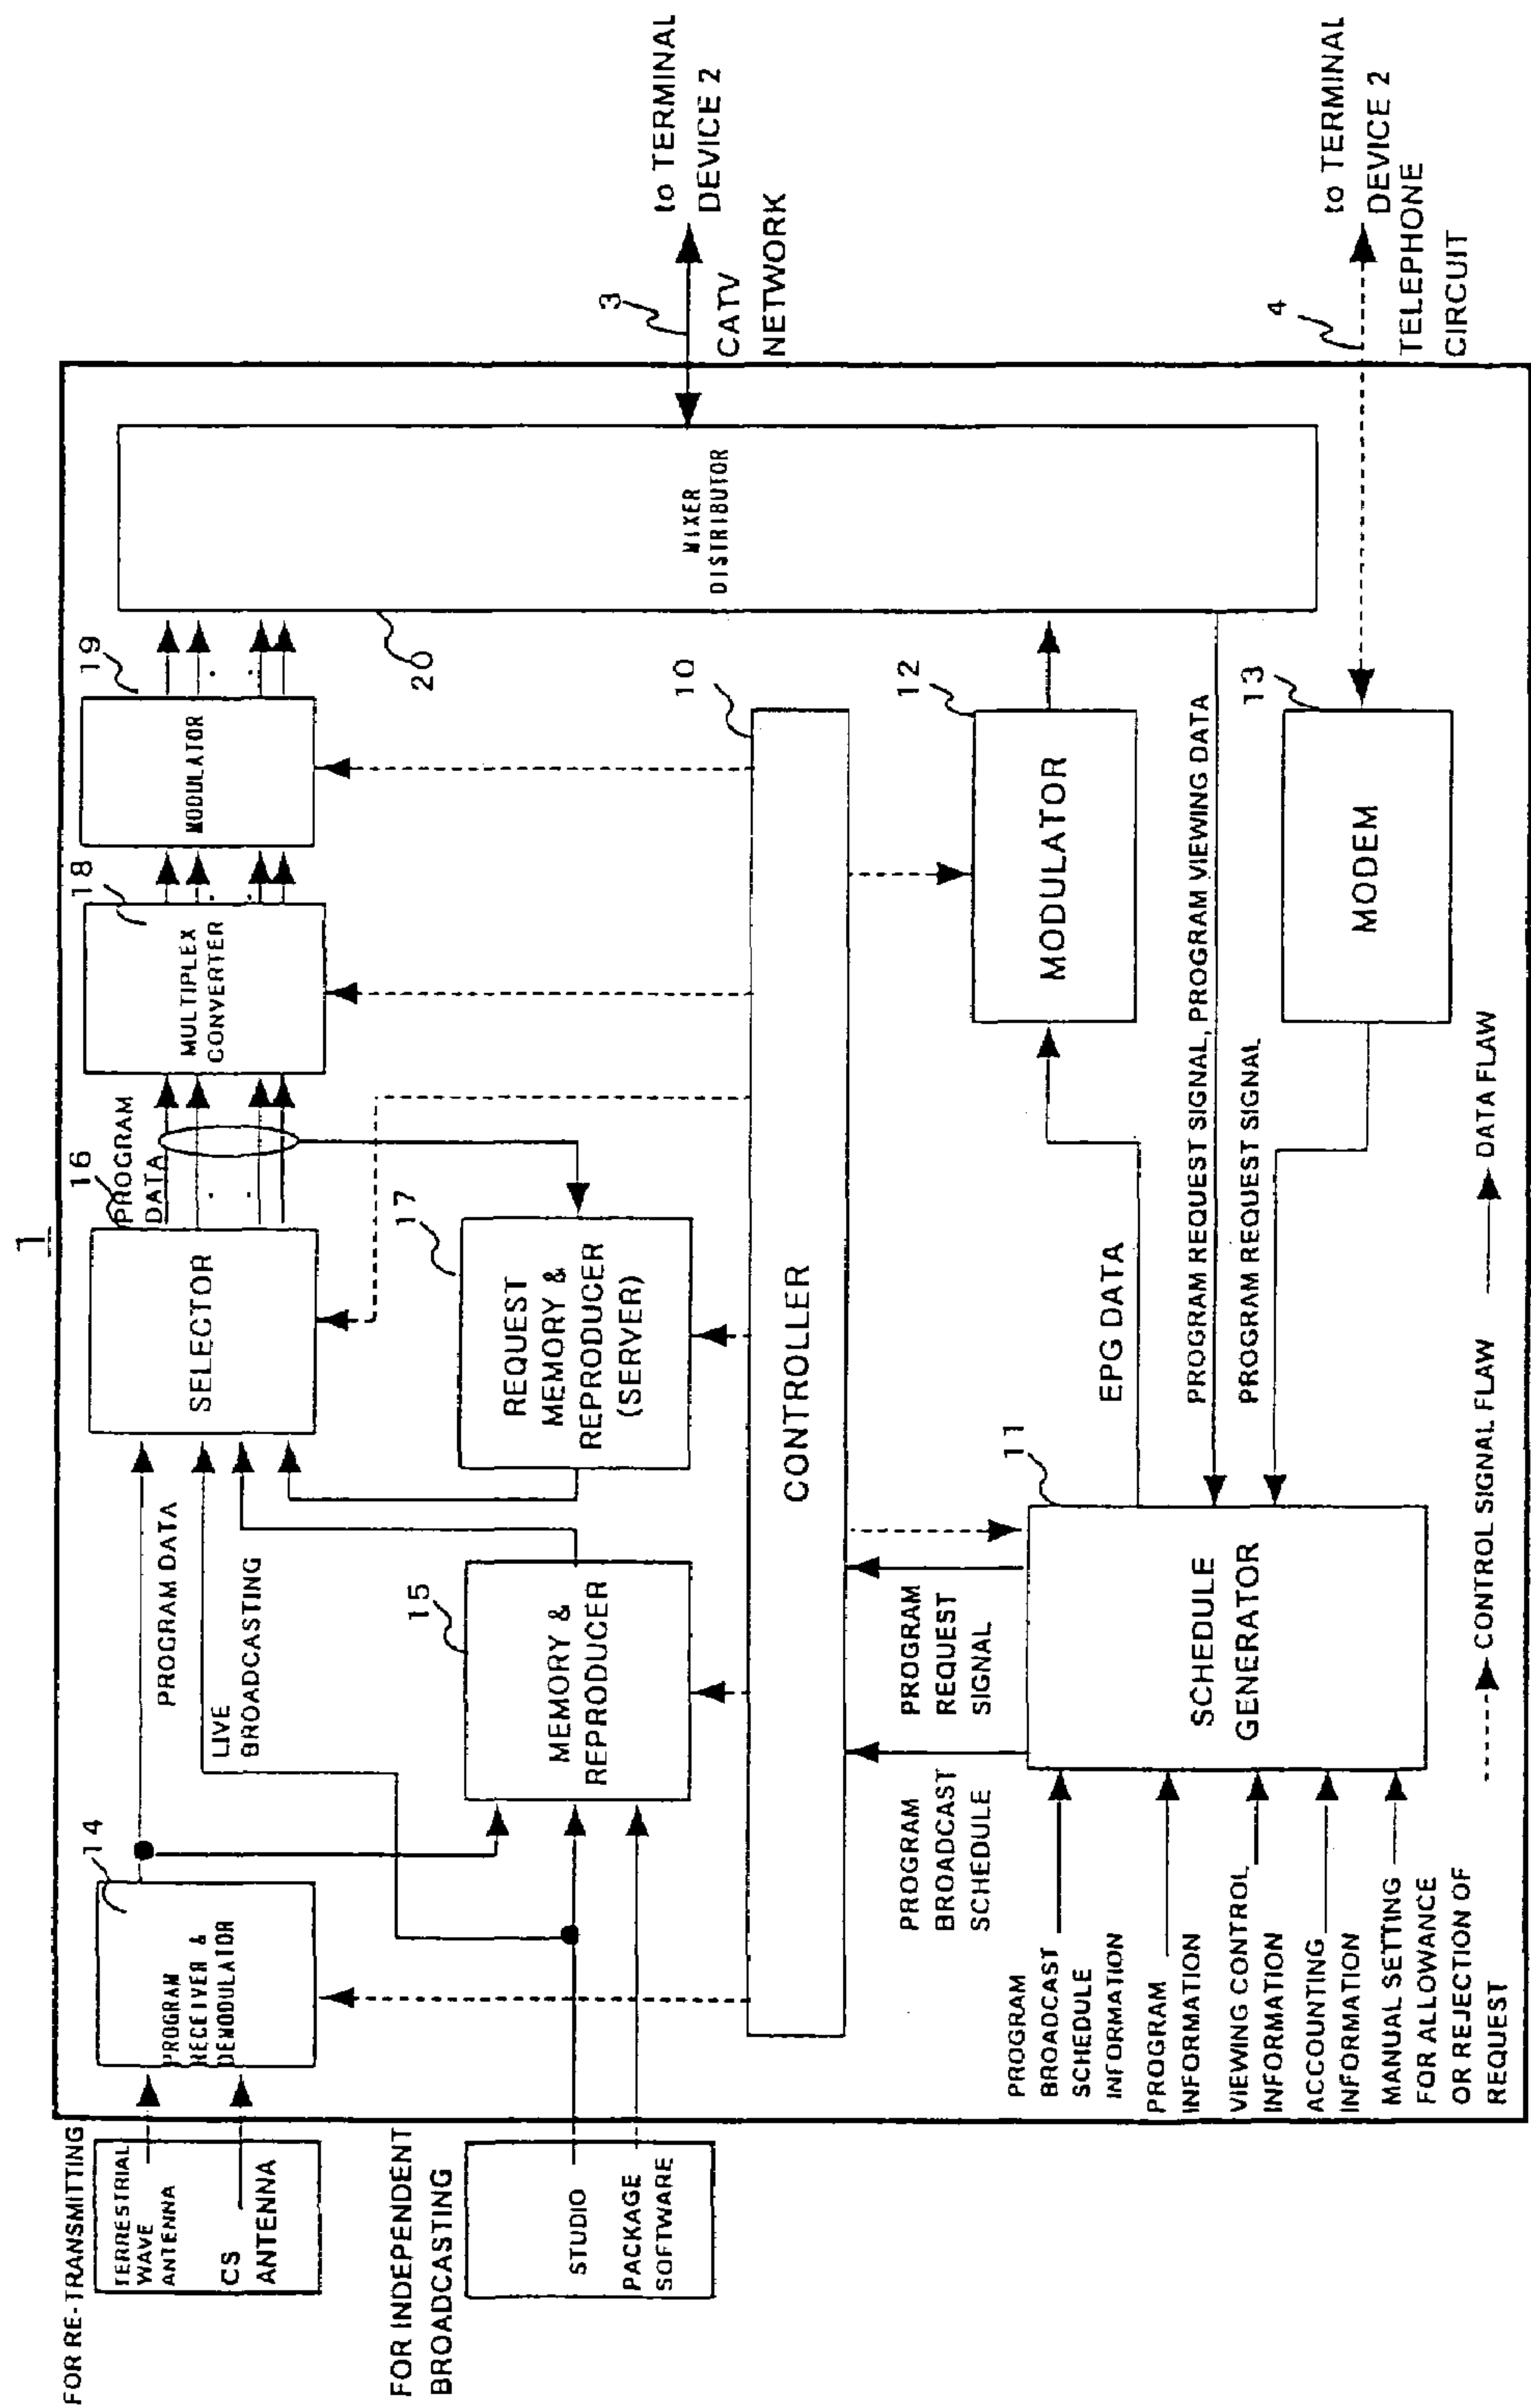 1
FOR RE-TRANSMITTING
TERRESTRIAL
WAVE
ANTENNA
CS
ANTENNA
FOR INDEPENDENT
BROADCASTING
STUDIO
PACKAGE
SOFTWARE
14
PROGRAM
RECEIVER &
DEMODULATOR
PROGRAM DATA
LIVE
BROADCASTING
15
MEMORY &
REPRODUCER
16
SELECTOR
PROGRAM
DATA
17
REQUEST
MEMORY &
REPRODUCER
(SERVER)
18
MULTIPLEX
CONVERTER
19
MODULATOR
20
MIXER
DISTRIBUTOR
3
CATV
NETWORK
to TERMINAL
DEVICE 2
10
CONTROLLER
PROGRAM
BROADCAST
SCHEDULE
PROGRAM
REQUEST
SIGNAL
11
SCHEDULE
GENERATOR
EPG DATA
12
MODULATOR
PROGRAM REQUEST SIGNAL, PROGRAM VIEWING DATA
PROGRAM REQUEST SIGNAL
13
MODEM
4
to TERMINAL
DEVICE 2
TELEPHONE
CIRCUIT
PROGRAM
BROADCAST
SCHEDULE
INFORMATION
PROGRAM
INFORMATION
VIEWING CONTROL
INFORMATION
ACCOUNTING
INFORMATION
MANUAL SETTING
FOR ALLOWANCE
OR REJECTION OF
REQUEST
CONTROL SIGNAL FLAW
DATA FLAW